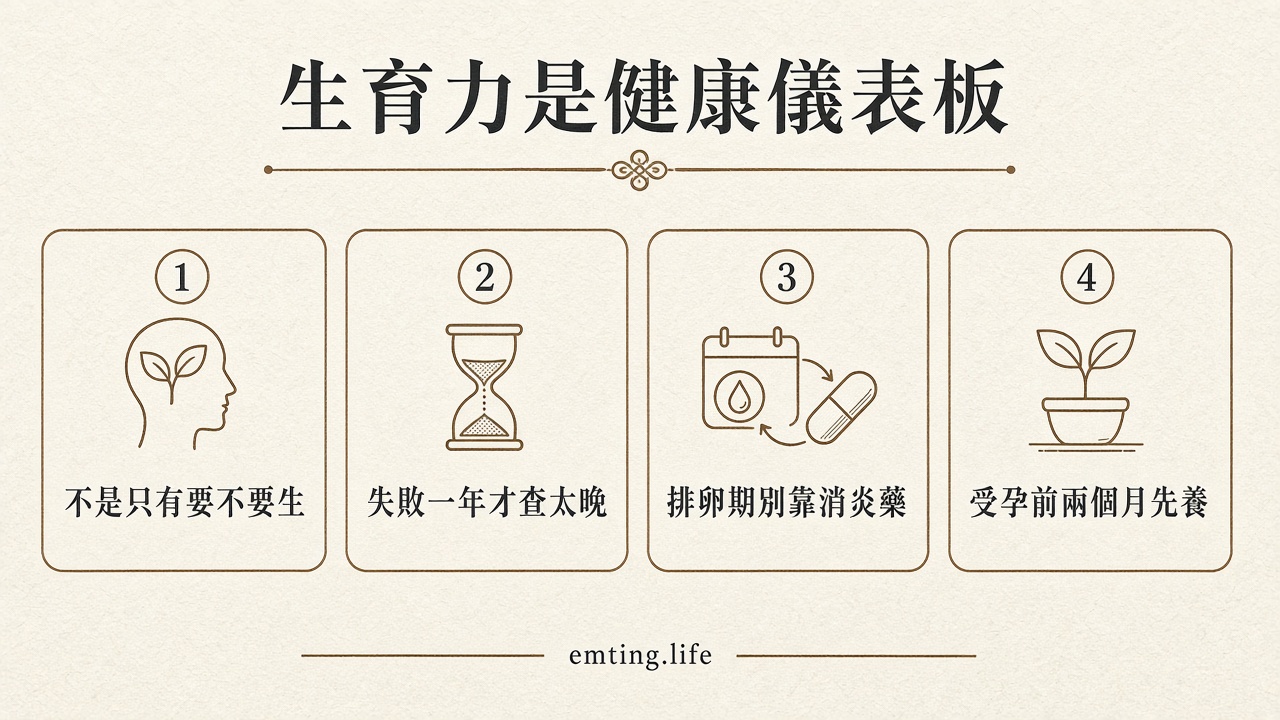 生育力是健康儀表板
1
不是只有要不要生
2
失敗一年才查太晚
3
排卵期別靠消炎藥
4
受孕前兩個月先養
emting.life